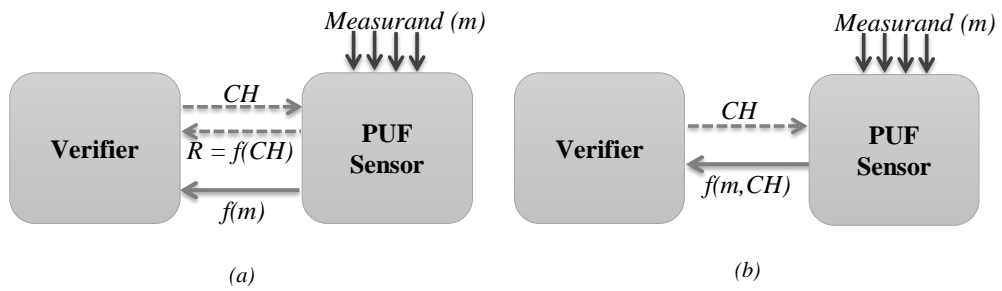 Measurand (m)
CH
Verifier
PUF
Sensor
R = f(CH)
f(m)
(a)
Measurand (m)
CH
Verifier
PUF
Sensor
f(m,CH)
(b)